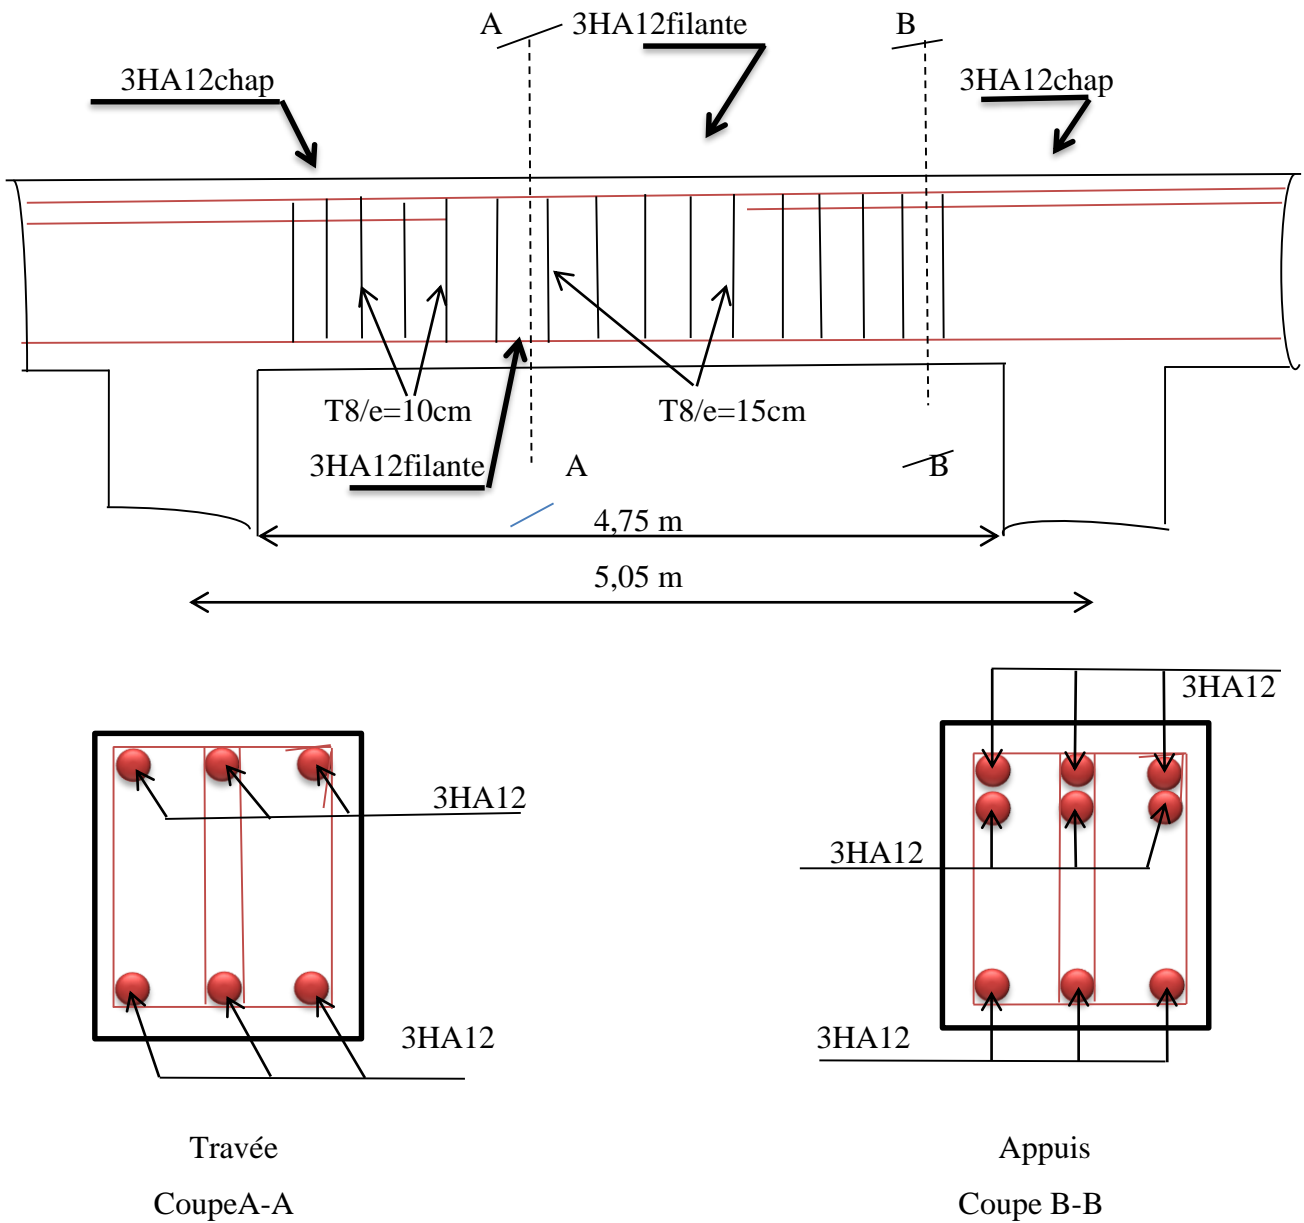 A
3HA12filante
B
3HA12chap
3HA12chap
T8/e=10cm
T8/e=15cm
3HA12filante
A
B
4,75 m
5,05 m
3HA12
3HA12
3HA12
3HA12
3HA12
Travée
Appuis
CoupeA-A
Coupe B-B